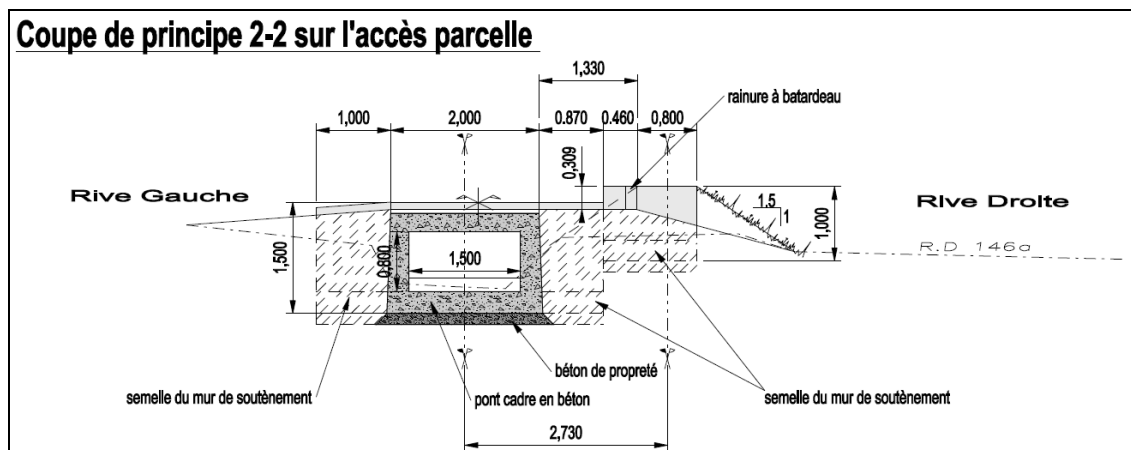 Coupe de principe 2-2 sur l'accès parcelle
1,330
rainure à batardeau
1,000
2,000
0.870
0.460
0,800
0,309
Rive Gauche
Rive Droite
1.5
1
1,000
R.D 146a
1,500
0.800
1,500
béton de propreté
semelle du mur de soutènement
pont cadre en béton
semelle du mur de soutènement
2,730